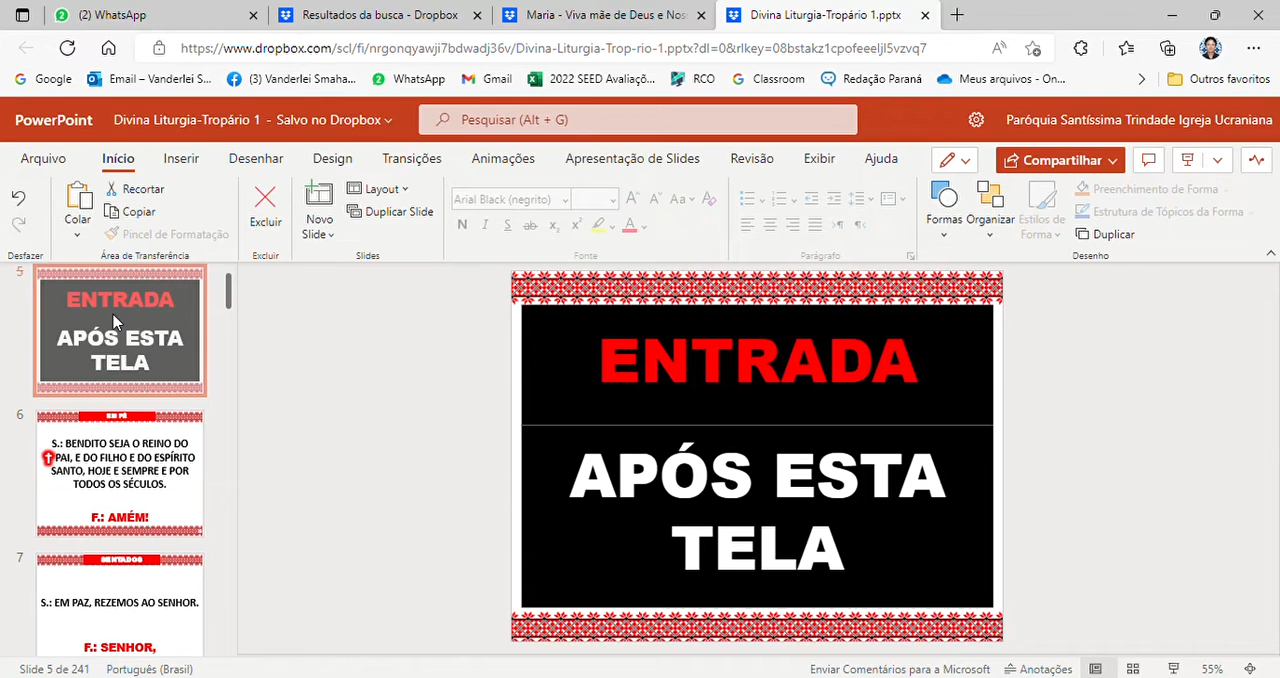 (2) WhatsApp
Resultados da busca - Dropbox
Maria - Viva mãe de Deus e Nos
Divina Liturgia-Tropário 1.pptx
https://www.dropbox.com/scl/fi/nrgonqyawji7bdwadj36v/Divina-Liturgia-Trop-rio-1.pptx?dl=0&rlkey=08bstakz1cpofeeeljl5vzvq7
Google
Email – Vanderlei S...
(3) Vanderlei Smaha...
WhatsApp
Gmail
2022 SEED Avaliaçõ...
RCO
Classroom
Redação Paraná
Meus arquivos - On...
Outros favoritos
PowerPoint
Divina Liturgia-Tropário 1 - Salvo no Dropbox
Pesquisar (Alt + G)
Paróquia Santíssima Trindade Igreja Ucraniana
Arquivo
Início
Inserir
Desenhar
Design
Transições
Animações
Apresentação de Slides
Revisão
Exibir
Ajuda
Compartilhar
Colar
Recortar
Copiar
Pincel de Formatação
Excluir
Novo
Slide
Layout
Duplicar Slide
Arial Black (negrito)
Formas
Organizar
Estilos de
Forma
Preenchimento de Forma
Estrutura de Tópicos da Forma
Duplicar
Desfazer
Área de Transferência
Excluir
Slides
Fonte
Parágrafo
Desenho
5
ENTRADA
APÓS ESTA
TELA
6
EM PÉ
S.: BENDITO SEJA O REINO DO
PAI, E DO FILHO E DO ESPÍRITO
SANTO, HOJE E SEMPRE E POR
TODOS OS SÉCULOS.
F.: AMÉM!
7
SENTADOS
S.: EM PAZ, REZEMOS AO SENHOR.
F.: SENHOR,
ENTRADA
APÓS ESTA
TELA
Slide 5 de 241
Português (Brasil)
Enviar Comentários para a Microsoft
Anotações
55%